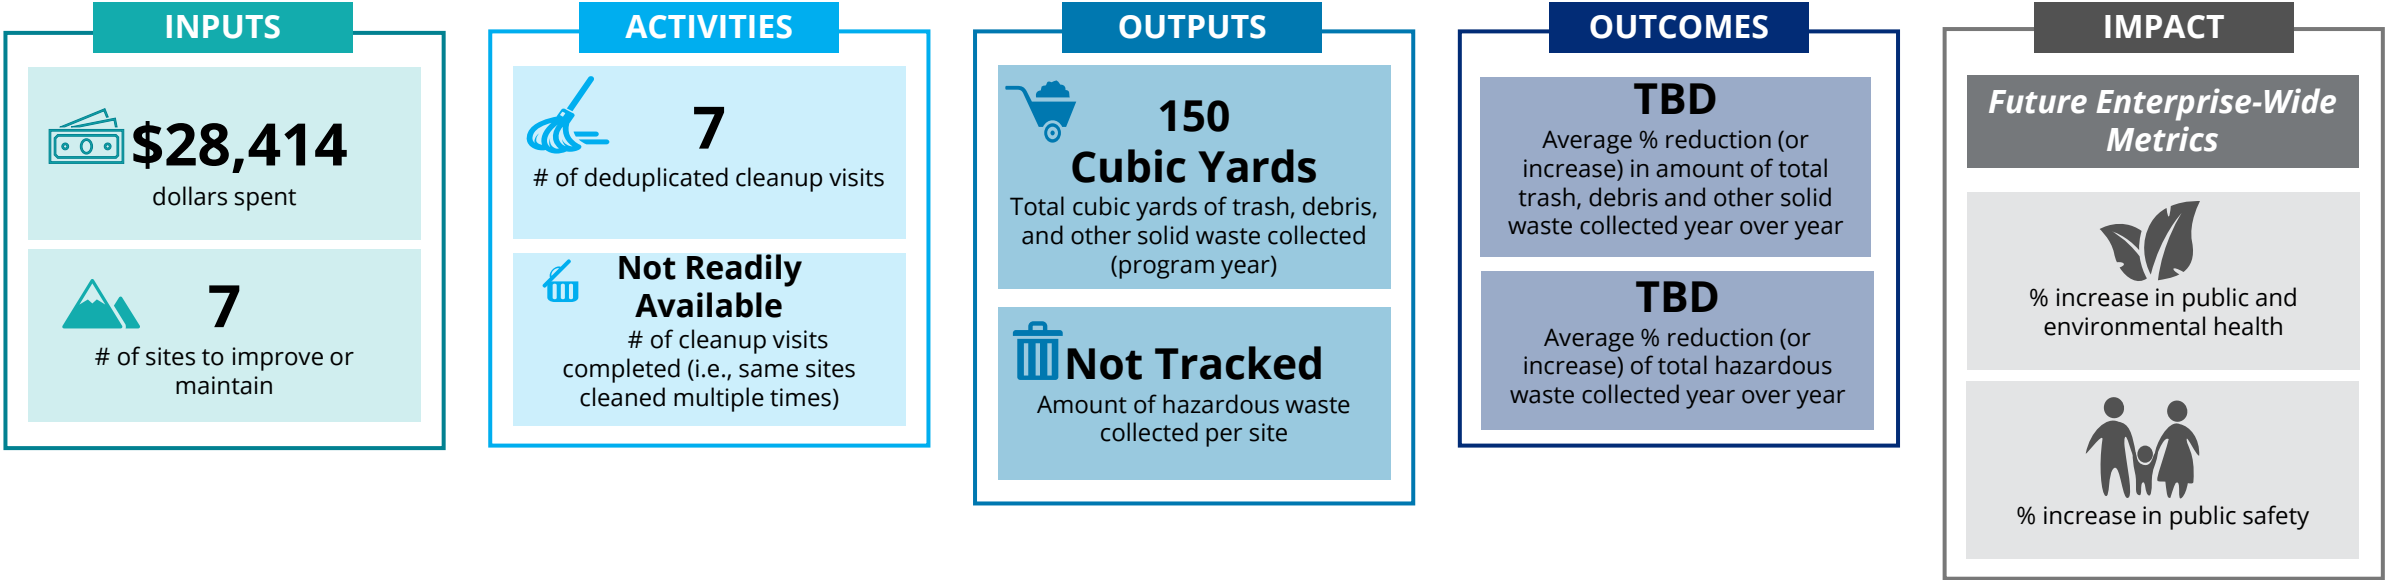 INPUTS
$28,414
dollars spent
7
# of sites to improve or
maintain
ACTIVITIES
7
# of deduplicated cleanup visits
Not Readily
Available
# of cleanup visits
completed (i.e., same sites
cleaned multiple times)
OUTPUTS
150
Cubic Yards
Total cubic yards of trash, debris,
and other solid waste collected
(program year)
Not Tracked
Amount of hazardous waste
collected per site
OUTCOMES
TBD
Average % reduction (or
increase) in amount of total
trash, debris and other solid
waste collected year over year
TBD
Average % reduction (or
increase) of total hazardous
waste collected year over year
IMPACT
Future Enterprise-Wide
Metrics
% increase in public and
environmental health
% increase in public safety